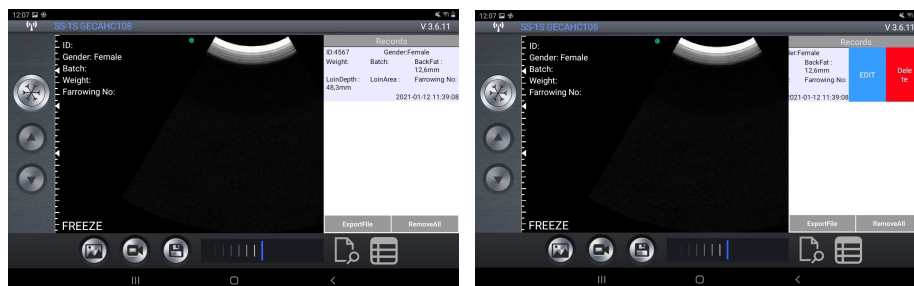 12:07
SS-1S GECAHC108
V 3.6.11
ID:
Gender: Female
Batch:
Weight:
Farrowing No:
FREEZE
Records
ID:4567 Gender:Female
Weight: Batch: BackFat :
12,6mm
LoinDepth : LoinArea : Farrowing No:
48,3mm
2021-01-12 11:39:08
ExportFile RemoveAll
12:07
SS-1S GECAHC108
V 3.6.11
ID:
Gender: Female
Batch:
Weight:
Farrowing No:
FREEZE
Records
der:Female
BackFat :
12,6mm
: Farrowing No:
2021-01-12 11:39:08
EDIT
Dele
te
ExportFile RemoveAll